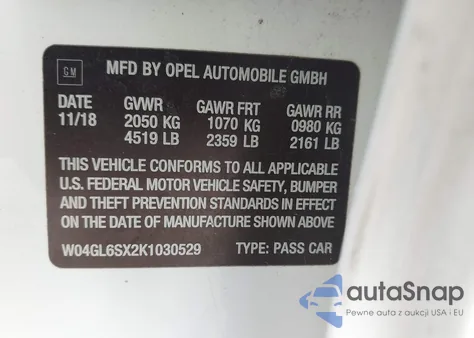 GM
MFD BY OPEL AUTOMOBILE GMBH
DATE GVWR GAWR FRT GAWR RR
11/18 2050 KG 1070 KG 0980 KG
4519 LB 2359 LB 2161 LB
THIS VEHICLE CONFORMS TO ALL APPLICABLE
U.S. FEDERAL MOTOR VEHICLE SAFETY, BUMPER
AND THEFT PREVENTION STANDARDS IN EFFECT
ON THE DATE OF MANUFACTURE SHOWN ABOVE
W04GL6SX2K1030529 TYPE: PASS CAR
autoSnap
Pewne auta z aukcji USA i EU